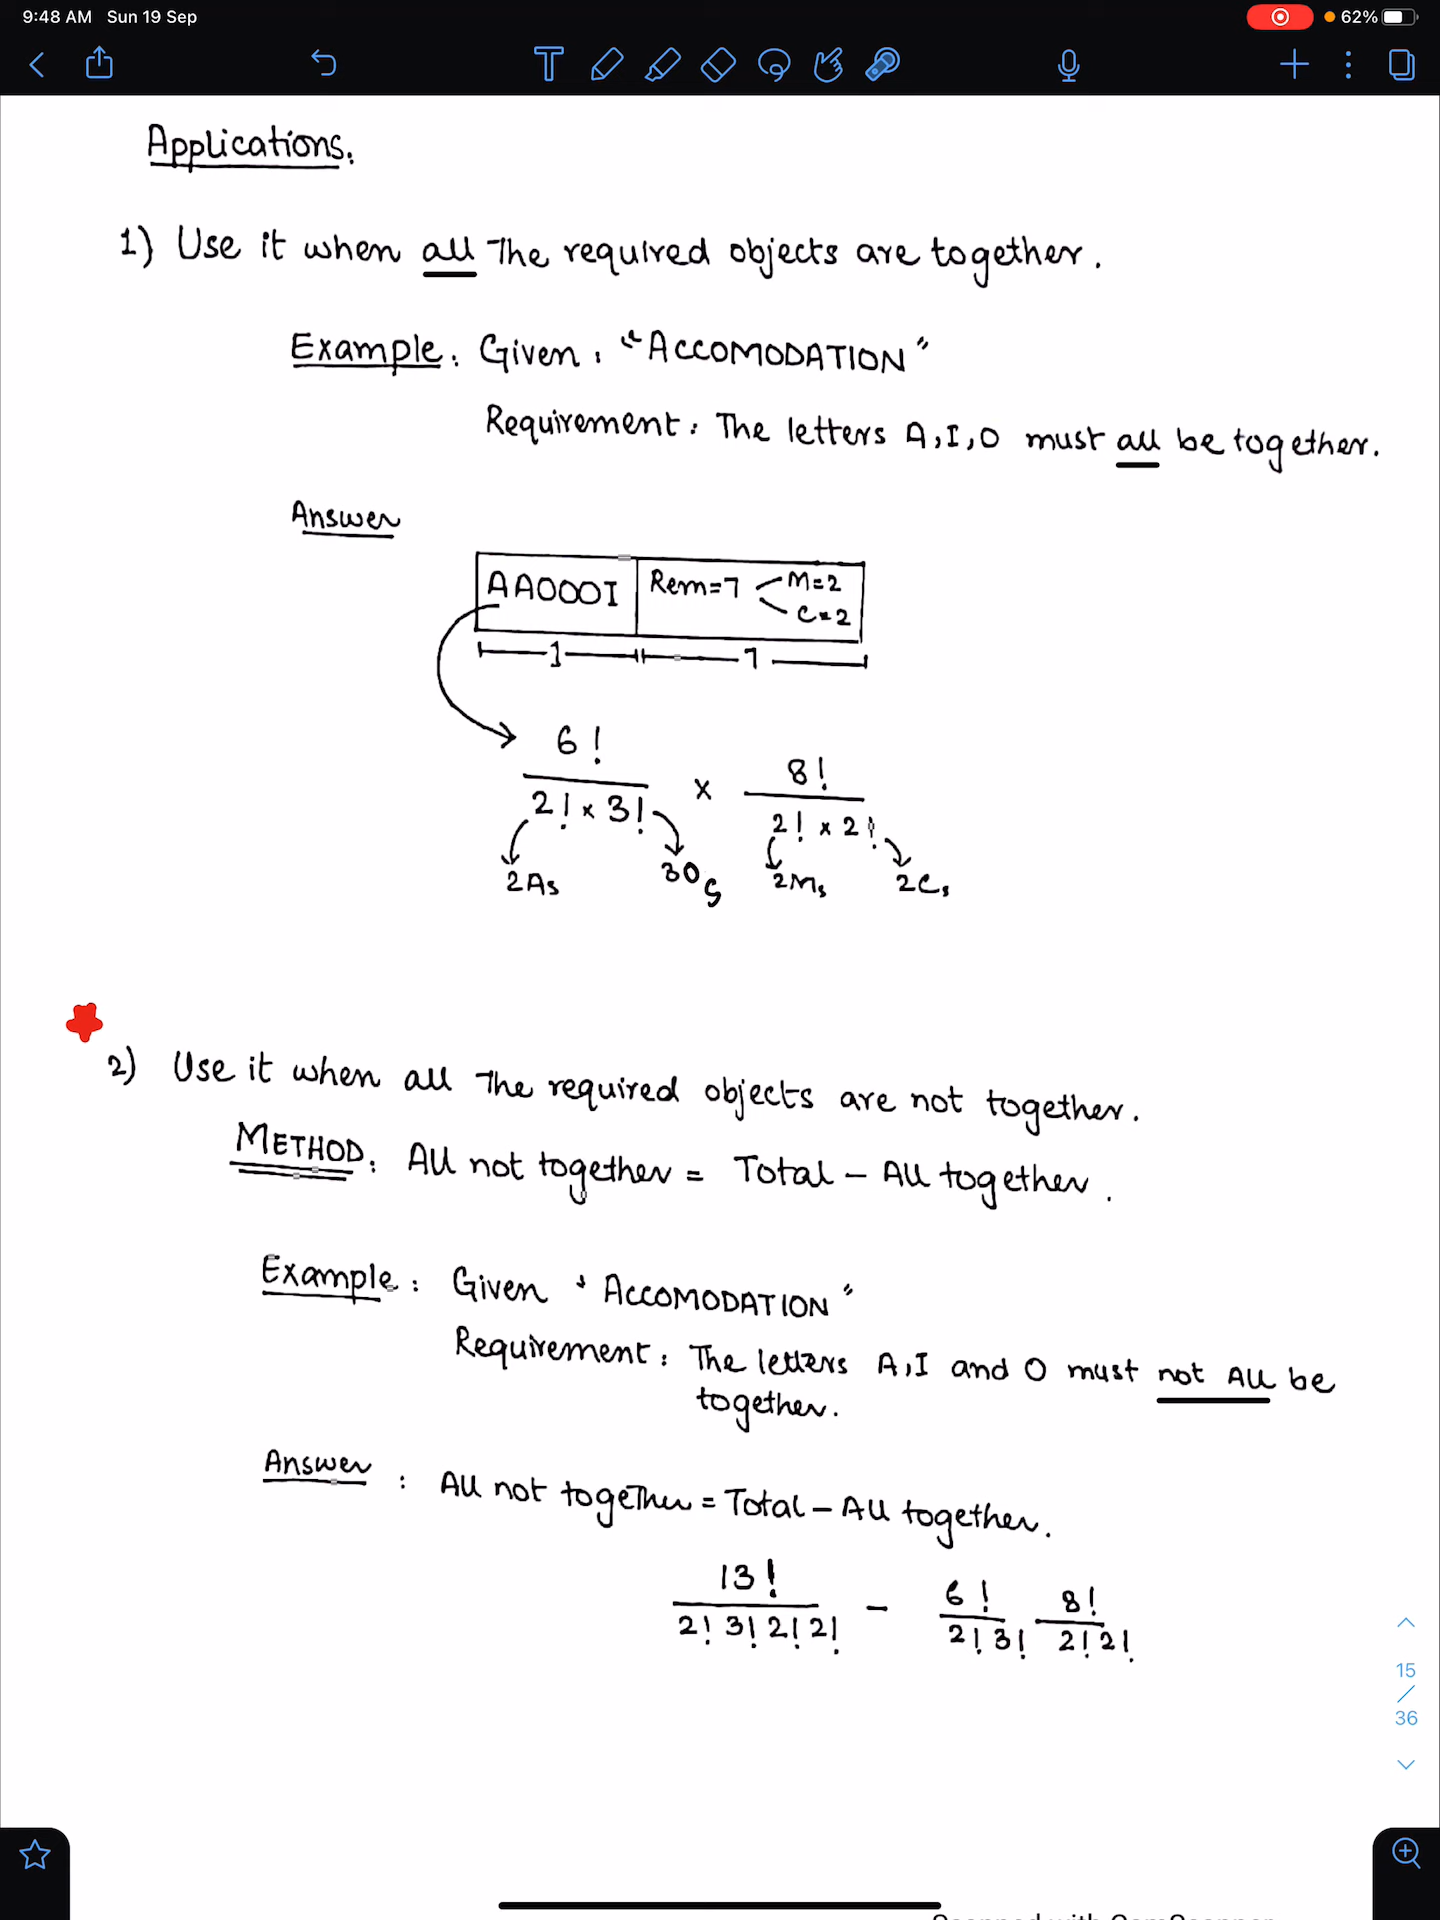 9:48 AM Sun 19 Sep
62%
Applications.
1) Use it when all the required objects are together.
Example. Given: "ACCOMODATION"
Requirement: The letters A, I, O must all be together.
Answer
AAOOOI Rem=7 M=2
C=2
1 7
6! × 8!
2! × 3! 2! × 2!
2As 3Os 2Ms 2Cs
2) Use it when all the required objects are not together.
METHOD: All not together = Total - All together.
Example: Given "ACCOMODATION"
Requirement: The letters A, I and O must not All be
together.
Answer : All not together = Total - All together.
13! - 6! 8!
2! 3! 2! 2! 2! 3! 2! 2!
15
/
36